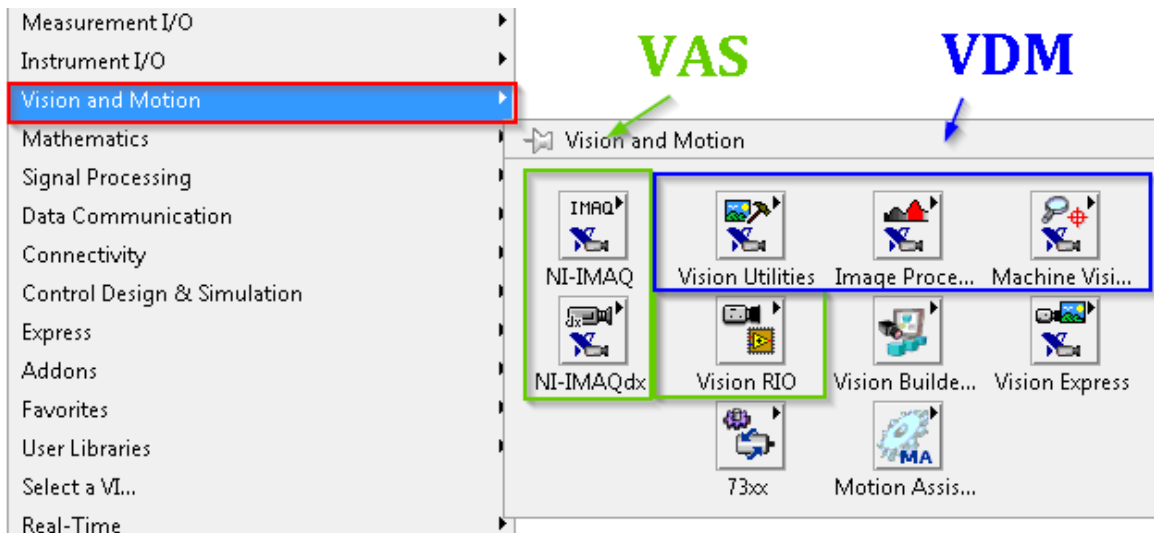 Measurement I/O
Instrument I/O
Vision and Motion
Mathematics
Signal Processing
Data Communication
Connectivity
Control Design & Simulation
Express
Addons
Favorites
User Libraries
Select a VI...
Real-Time
VAS VDM
Vision and Motion
IMAQ
NI-IMAQ Vision Utilities Image Proce... Machine Visi...
dx
NI-IMAQdx Vision RIO Vision Builde... Vision Express
MA
73xx Motion Assis...